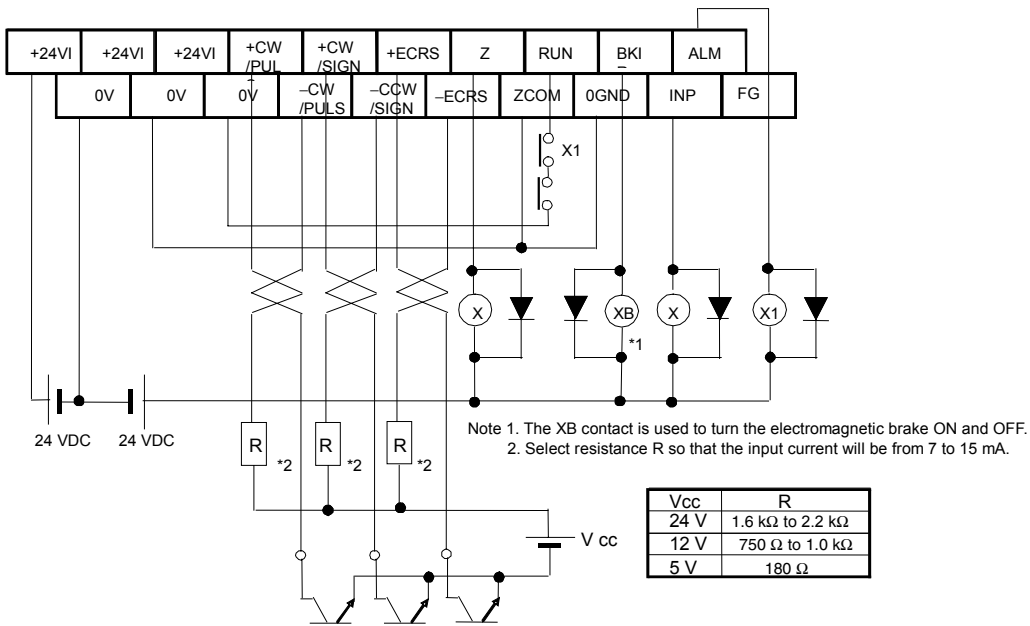 +24VI +24VI +24VI +CW +CW +ECRS Z RUN BKI ALM
/PUL /SIGN
0V 0V 0V –CW –CCW –ECRS ZCOM 0GND INP FG
/PULS /SIGN
X1
X XB X X1
*1
24 VDC 24 VDC
R *2 R *2 R *2
Note 1. The XB contact is used to turn the electromagnetic brake ON and OFF.
2. Select resistance R so that the input current will be from 7 to 15 mA.
V cc
Vcc R
24 V 1.6 kΩ to 2.2 kΩ
12 V 750 Ω to 1.0 kΩ
5 V 180 Ω